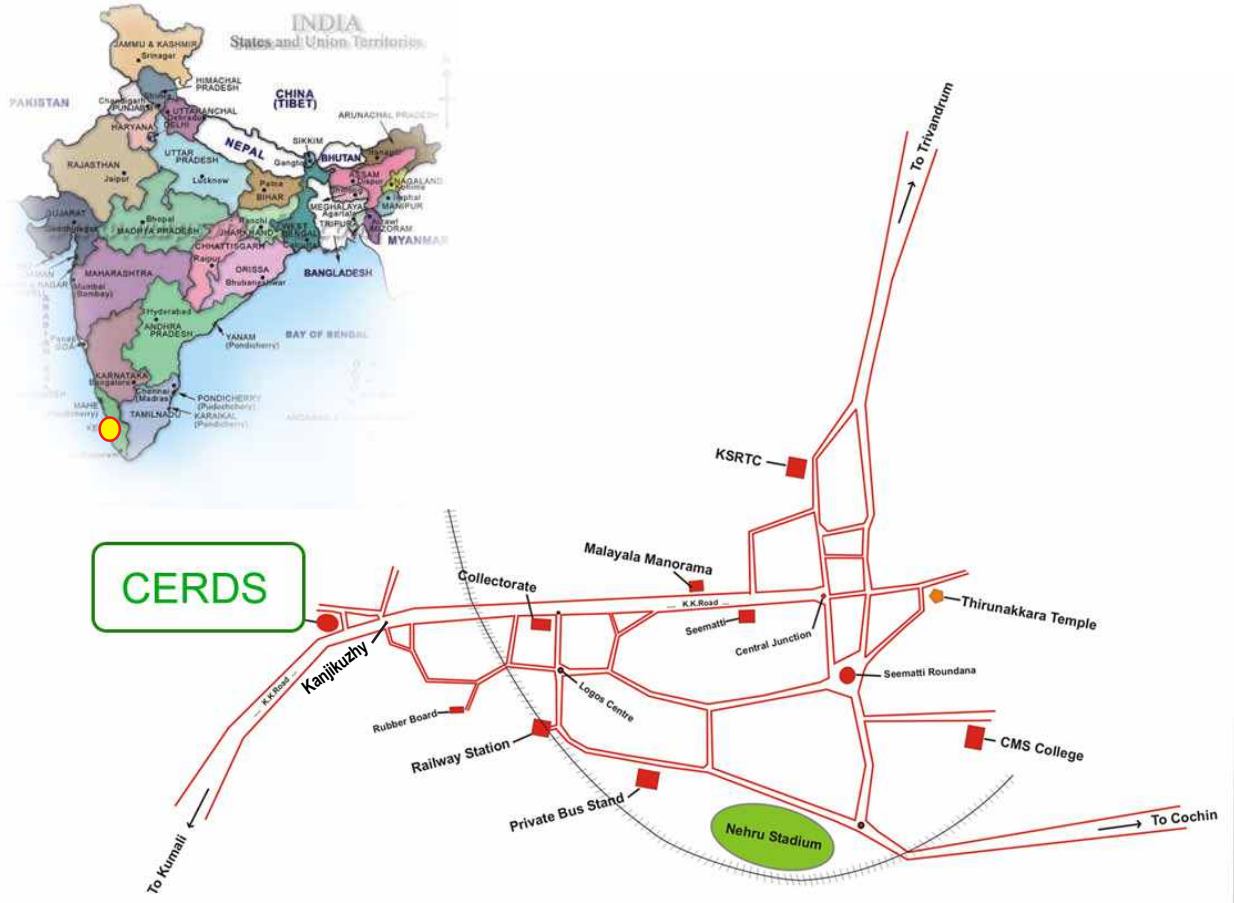 INDIA
States and Union Territories
JAMMU & KASHMIR
Srinagar
HIMACHAL
PRADESH
PAKISTAN
Chandigarh
(PUNJAB)
UTTARANCHAL
Dehradun
DELHI
HARYANA
CHINA
(TIBET)
ARUNACHAL PRADESH
NEPAL
SIKKIM
BHUTAN
RAJASTHAN
Jaipur
UTTAR
PRADESH
Lucknow
Patna
BIHAR
ASSAM
Dispur
NAGALAND
Kohima
Imphal
MANIPUR
MEGHALAYA
Agartala
TRIPURA
MIZORAM
MYANMAR
GUJARAT
Bhopal
MADHYA PRADESH
Ranchi
JHARKHAND
WEST
BENGAL
CHHATTISGARH
Raipur
ORISSA
Bhubaneshwar
BANGLADESH
MAHARASHTRA
Mumbai
(Bombay)
Hyderabad
ANDHRA
PRADESH
YANAM
(Pondicherry)
BAY OF BENGAL
GOA
KARNATAKA
Bangalore
Chennai
(Madras)
PONDICHERRY
MAHE
TAMILNADU
KARAIKAL
(Pondicherry)
To Trivandrum
KSRTC
Malayala Manorama
CERDS
Collectorate
K.K.Road
Seematti
Central Junction
Thirunakkara Temple
Kanjikuzhy
K.K.Road
Seematti Roundana
Logos Centre
Rubber Board
Railway Station
CMS College
Private Bus Stand
Nehru Stadium
To Cochin
To Kumali